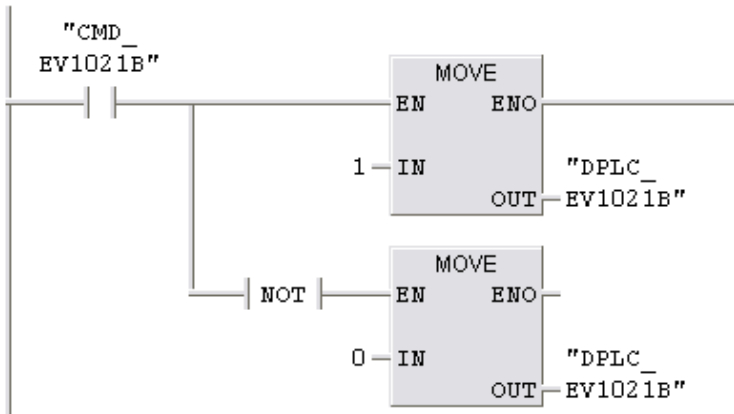 "CMD_
EV1021B"
MOVE
EN ENO
1 IN "DPLC_
OUT EV1021B"
MOVE
NOT EN ENO
0 IN "DPLC_
OUT EV1021B"